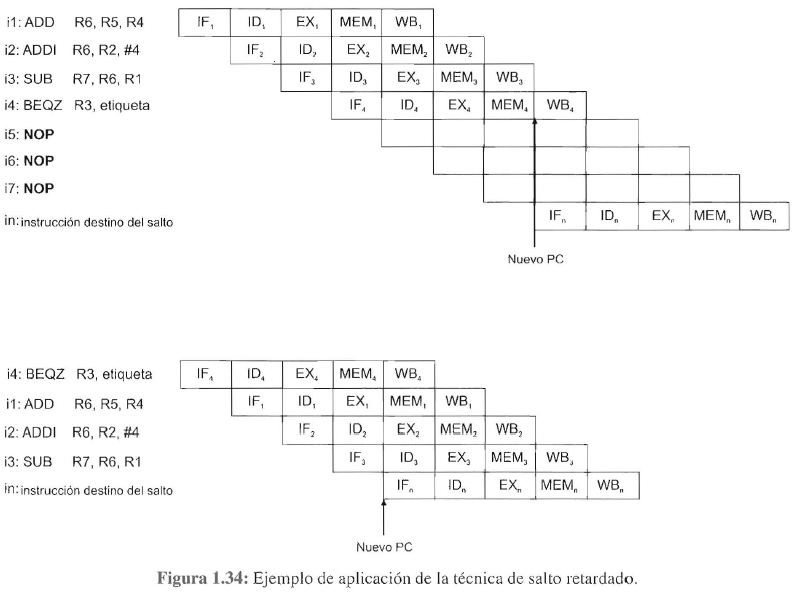 i1: ADD R6, R5, R4 IF₁ ID₁ EX₁ MEM₁ WB₁
i2: ADDI R6, R2, #4 IF₂ ID₂ EX₂ MEM₂ WB₂
i3: SUB R7, R6, R1 IF₃ ID₃ EX₃ MEM₃ WB₃
i4: BEQZ R3, etiqueta IF₄ ID₄ EX₄ MEM₄ WB₄
i5: NOP
i6: NOP
i7: NOP
in: instrucción destino del salto IFₙ IDₙ EXₙ MEMₙ WBₙ
Nuevo PC
i4: BEQZ R3, etiqueta IF₄ ID₄ EX₄ MEM₄ WB₄
i1: ADD R6, R5, R4 IF₁ ID₁ EX₁ MEM₁ WB₁
i2: ADDI R6, R2, #4 IF₂ ID₂ EX₂ MEM₂ WB₂
i3: SUB R7, R6, R1 IF₃ ID₃ EX₃ MEM₃ WB₃
in: instrucción destino del salto IFₙ IDₙ EXₙ MEMₙ WBₙ
Nuevo PC
Figura 1.34: Ejemplo de aplicación de la técnica de salto retardado.